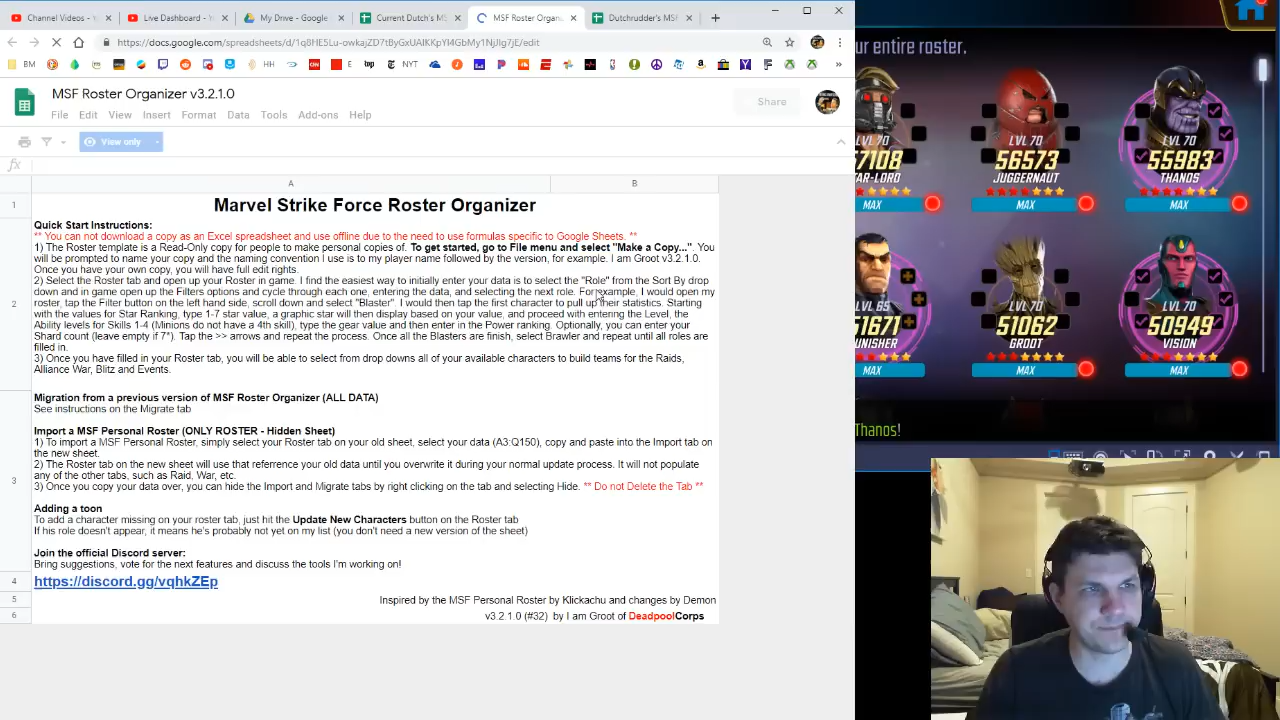 Channel Videos - Y
Live Dashboard - Y
My Drive - Google
Current Dutch's M
MSF Roster Organi
Dutchrudder's MSF
https://docs.google.com/spreadsheets/d/1q8HE5Lu-owkajZD7tByGxUAIKKpYI4GbMy1NjJlg7jE/edit
BM
HH
E
NYT
MSF Roster Organizer v3.2.1.0
Share
File Edit View Insert Format Data Tools Add-ons Help
View only
fx
A B
1 Marvel Strike Force Roster Organizer
Quick Start Instructions:
** You can not download a copy as an Excel spreadsheet and use offline due to the need to use formulas specific to Google Sheets. **
1) The Roster template is a Read-Only copy for people to make personal copies of. To get started, go to File menu and select "Make a Copy...". You
will be prompted to name your copy and the naming convention I use is to my player name followed by the version, for example. I am Groot v3.2.1.0.
Once you have your own copy, you will have full edit rights.
2) Select the Roster tab and open up your Roster in game. I find the easiest way to initially enter your data is to select the "Role" from the Sort By drop
down and in game open up the Filters options and cycle through each one, entering the data, and selecting the next role. For example, I would open my
2 roster, tap the Filter button on the left hand side, scroll down and select "Blaster". I would then tap the first character to pull up their statistics. Starting
with the values for Star Ranking, type 1-7 star value, a graphic star will then display based on your value, and proceed with entering the Level, the
Ability levels for Skills 1-4 (Minions do not have a 4th skill), type the gear value and then enter in the Power ranking. Optionally, you can enter your
Shard count (leave empty if 7*). Tap the >> arrows and repeat the process. Once all the Blasters are finish, select Brawler and repeat until all roles are
filled in.
3) Once you have filled in your Roster tab, you will be able to select from drop downs all of your available characters to build teams for the Raids,
Alliance War, Blitz and Events.
Migration from a previous version of MSF Roster Organizer (ALL DATA)
See instructions on the Migrate tab
Import a MSF Personal Roster (ONLY ROSTER - Hidden Sheet)
1) To import a MSF Personal Roster, simply select your Roster tab on your old sheet, select your data (A3:Q150), copy and paste into the Import tab on
the new sheet.
2) The Roster tab on the new sheet will use that referrence your old data until you overwrite it during your normal update process. It will not populate
any of the other tabs, such as Raid, War, etc.
3 3) Once you copy your data over, you can hide the Import and Migrate tabs by right clicking on the tab and selecting Hide. ** Do not Delete the Tab **
Adding a toon
To add a character missing on your roster tab, just hit the Update New Characters button on the Roster tab
If his role doesn't appear, it means he's probably not yet on my list (you don't need a new version of the sheet)
Join the official Discord server:
Bring suggestions, vote for the next features and discuss the tools I'm working on!
4 https://discord.gg/vqhkZEp
5 Inspired by the MSF Personal Roster by Klickachu and changes by Demon
6 v3.2.1.0 (#32) by I am Groot of DeadpoolCorps
ur entire roster.
LVL 70 LVL 70 LVL 70
7108 56573 55983
TAR-LORD JUGGERNAUT THANOS
MAX MAX MAX
LVL 65 LVL 70 LVL 70
51671 51062 50949
UNISHER GROOT VISION
MAX MAX MAX
Thanos!